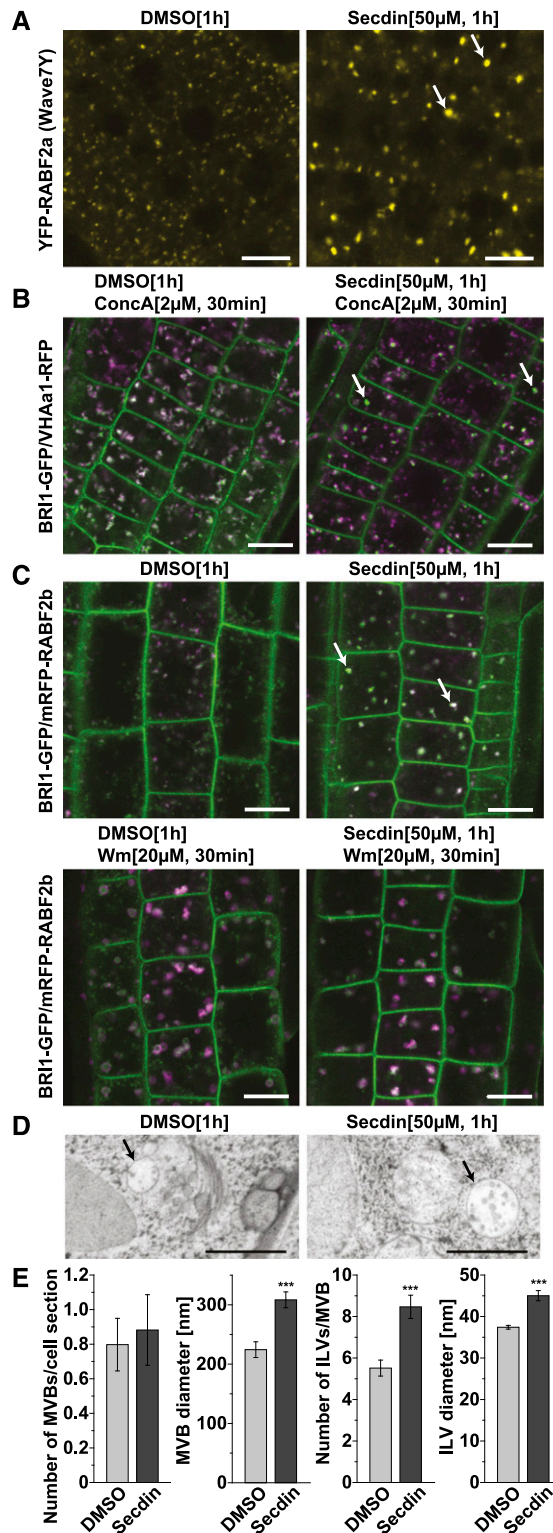 A
DMSO[1h]
Secdin[50µM, 1h]
YFP-RABF2a (Wave7Y)
B
DMSO[1h]
ConcA[2µM, 30min]
Secdin[50µM, 1h]
ConcA[2µM, 30min]
BRI1-GFP/VHAa1-RFP
C
DMSO[1h]
Secdin[50µM, 1h]
BRI1-GFP/mRFP-RABF2b
DMSO[1h]
Wm[20µM, 30min]
Secdin[50µM, 1h]
Wm[20µM, 30min]
BRI1-GFP/mRFP-RABF2b
D
DMSO[1h]
Secdin[50µM, 1h]
E
Number of MVBs/cell section
1.2
1.0
0.8
0.6
0.4
0.2
0
DMSO
Secdin
MVB diameter [nm]
300
200
100
0
***
DMSO
Secdin
Number of ILVs/MVB
10
8
6
4
2
0
***
DMSO
Secdin
ILV diameter [nm]
50
40
30
20
10
0
***
DMSO
Secdin